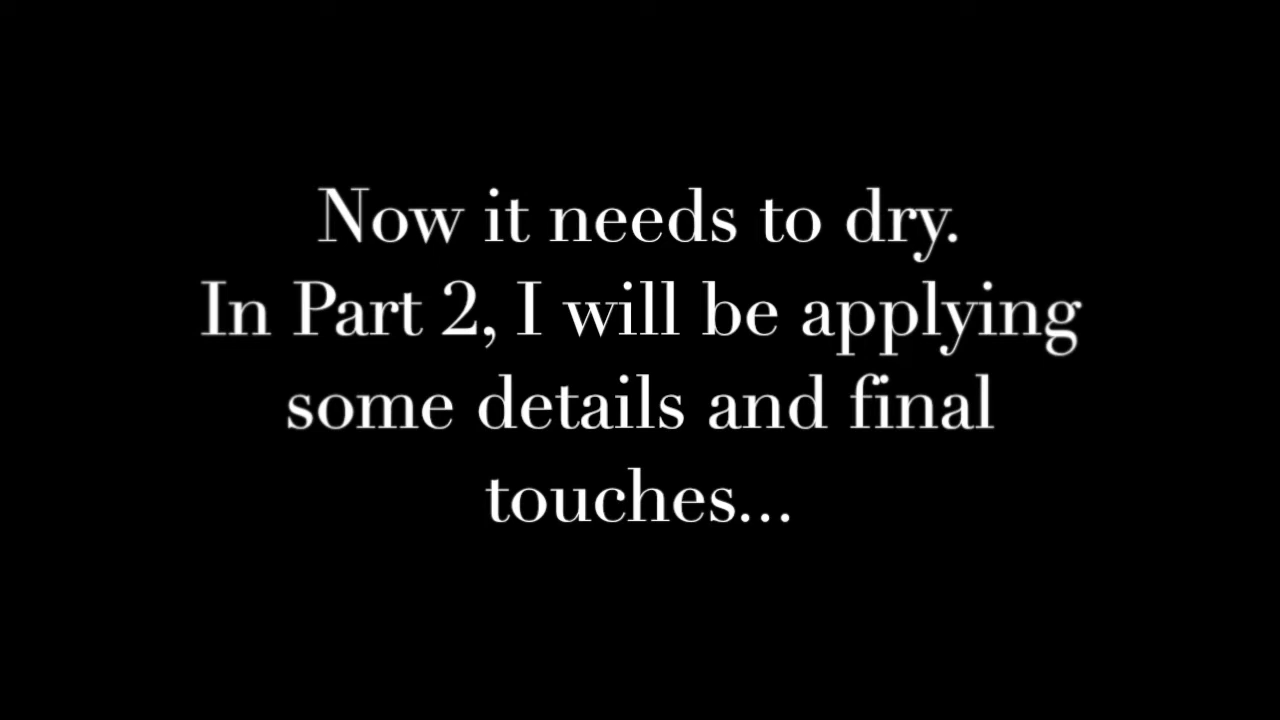 Now it needs to dry.
In Part 2, I will be applying
some details and final
touches...